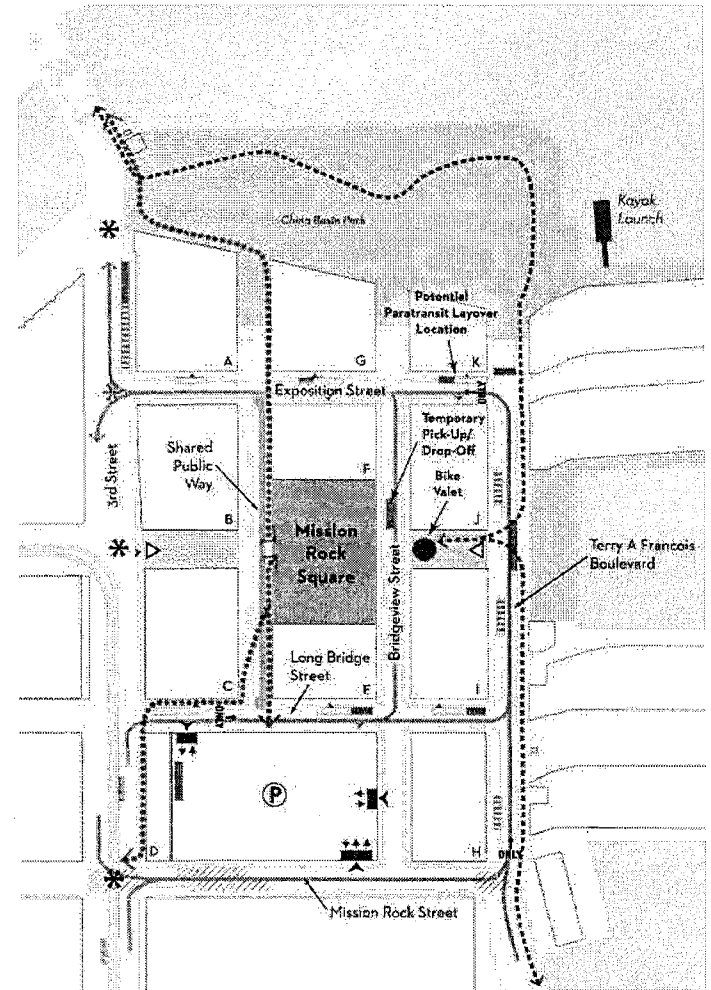 Kayak
Launch
China Basin Park
Potential
Paratransit Layover
Location
A
G
K
Exposition Street
ONLY
3rd Street
Shared
Public
Way
Temporary
Pick-Up/
Drop-Off
Bike
Valet
F
B
J
Mission
Rock
Square
Bridgeview Street
Terry A Francois
Boulevard
Long Bridge
Street
C
E
I
ONLY
P
D
H
ONLY
Mission Rock Street